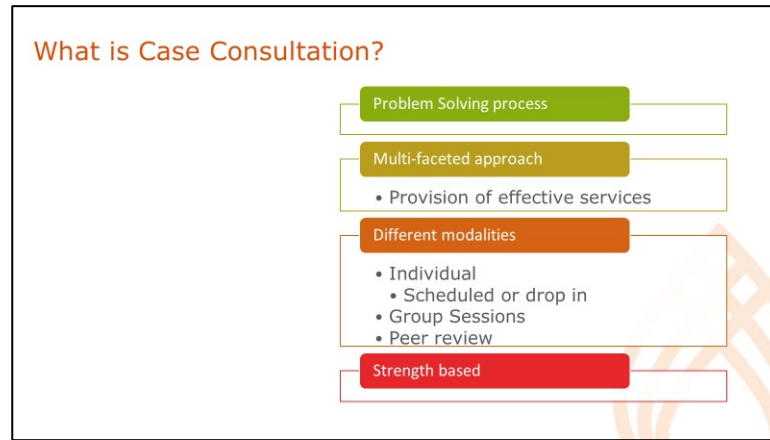 What is Case Consultation?
Problem Solving process
Multi-faceted approach
• Provision of effective services
Different modalities
• Individual
• Scheduled or drop in
• Group Sessions
• Peer review
Strength based